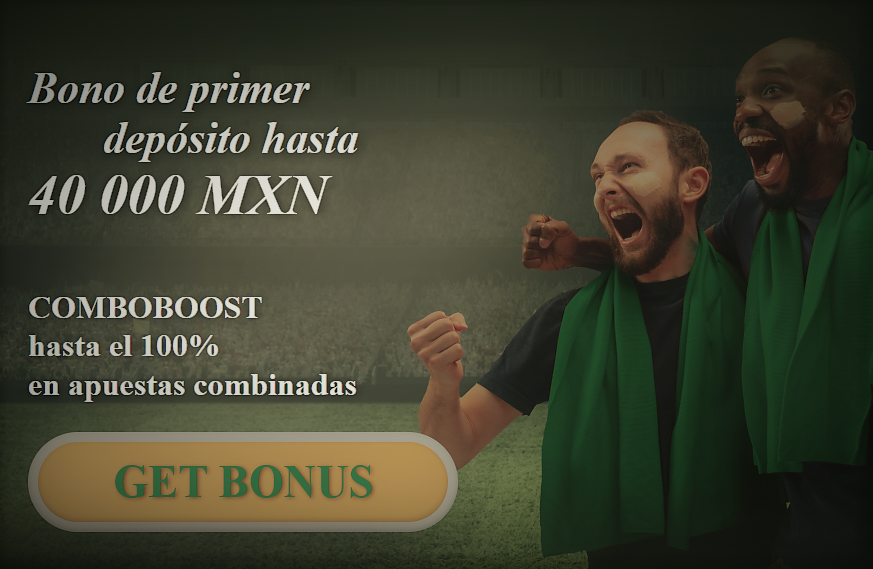 Bono de primer
depósito hasta
40 000 MXN
COMBOBOOST
hasta el 100%
en apuestas combinadas
GET BONUS